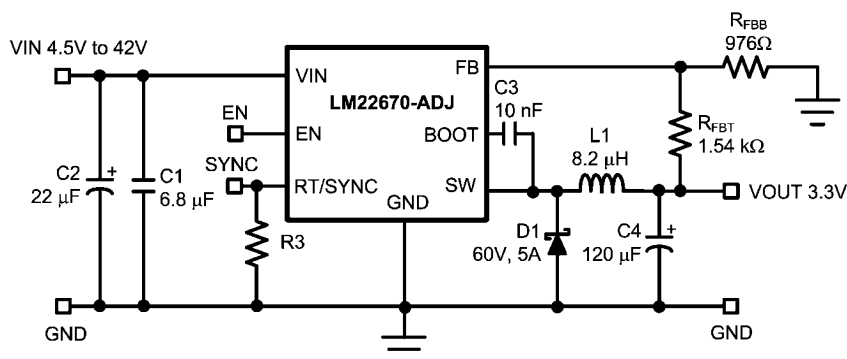 VIN 4.5V to 42V
VIN
LM22670-ADJ
FB
RFBB
976Ω
C3
10 nF
EN
EN
BOOT
L1
8.2 μH
RFBT
1.54 kΩ
SYNC
RT/SYNC
GND
SW
VOUT 3.3V
C2
22 μF
+
C1
6.8 μF
R3
D1
60V, 5A
C4
120 μF
+
GND
GND